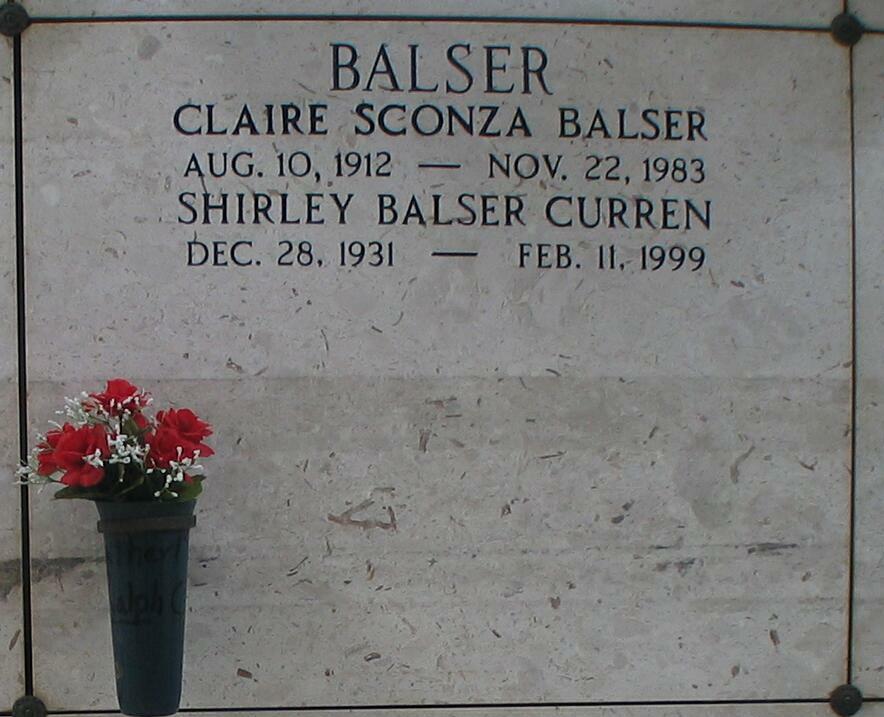 BALSER
CLAIRE SCONZA BALSER
AUG. 10, 1912 — NOV. 22, 1983
SHIRLEY BALSER CURREN
DEC. 28, 1931 — FEB. 11, 1999